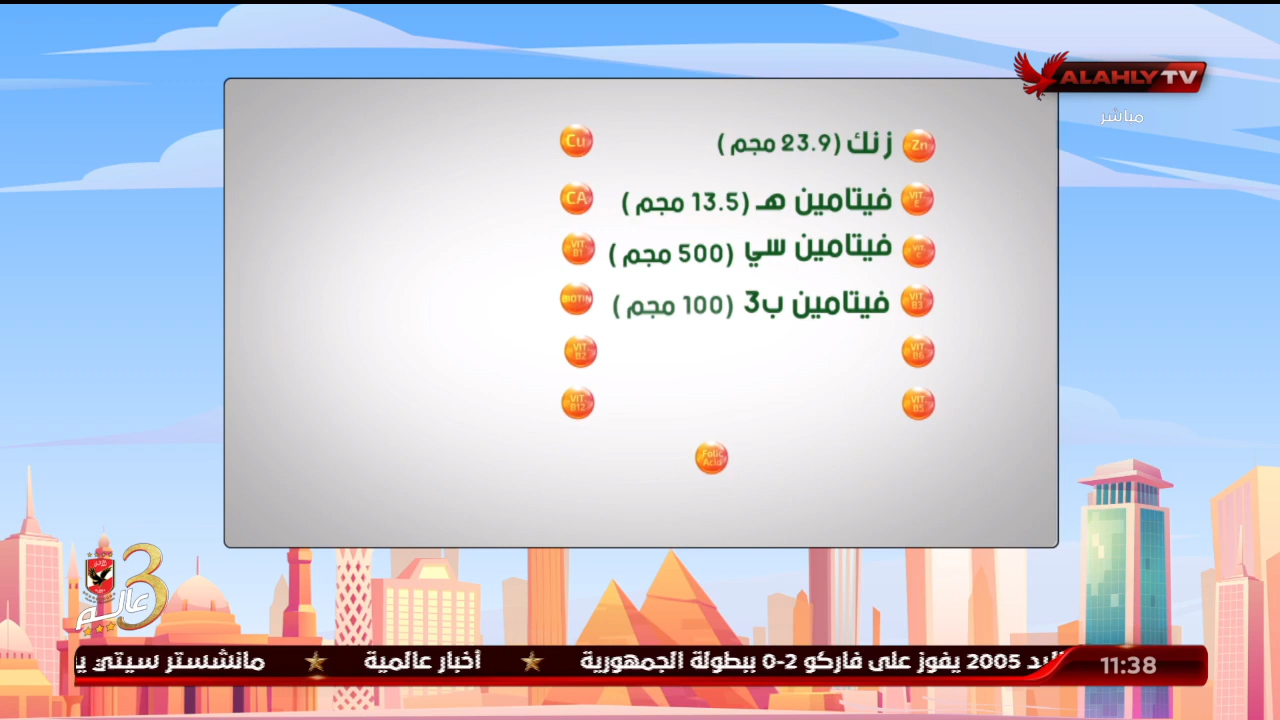 ALAHLY TV
مباشر
Zn زنك (23.9 مجم)
Cu
VIT E فيتامين هـ (13.5 مجم)
CA
VIT. C فيتامين سي (500 مجم)
VIT B1
VIT B3 فيتامين ب3 (100 مجم)
BIOTIN
VIT B6
VIT B2
VIT. B5
VIT. B12
Folic Acid
3 عالم
11:38
2005 يفوز على فاركو 2-0 ببطولة الجمهورية ★ أخبار عالمية ★ مانشستر سيتي